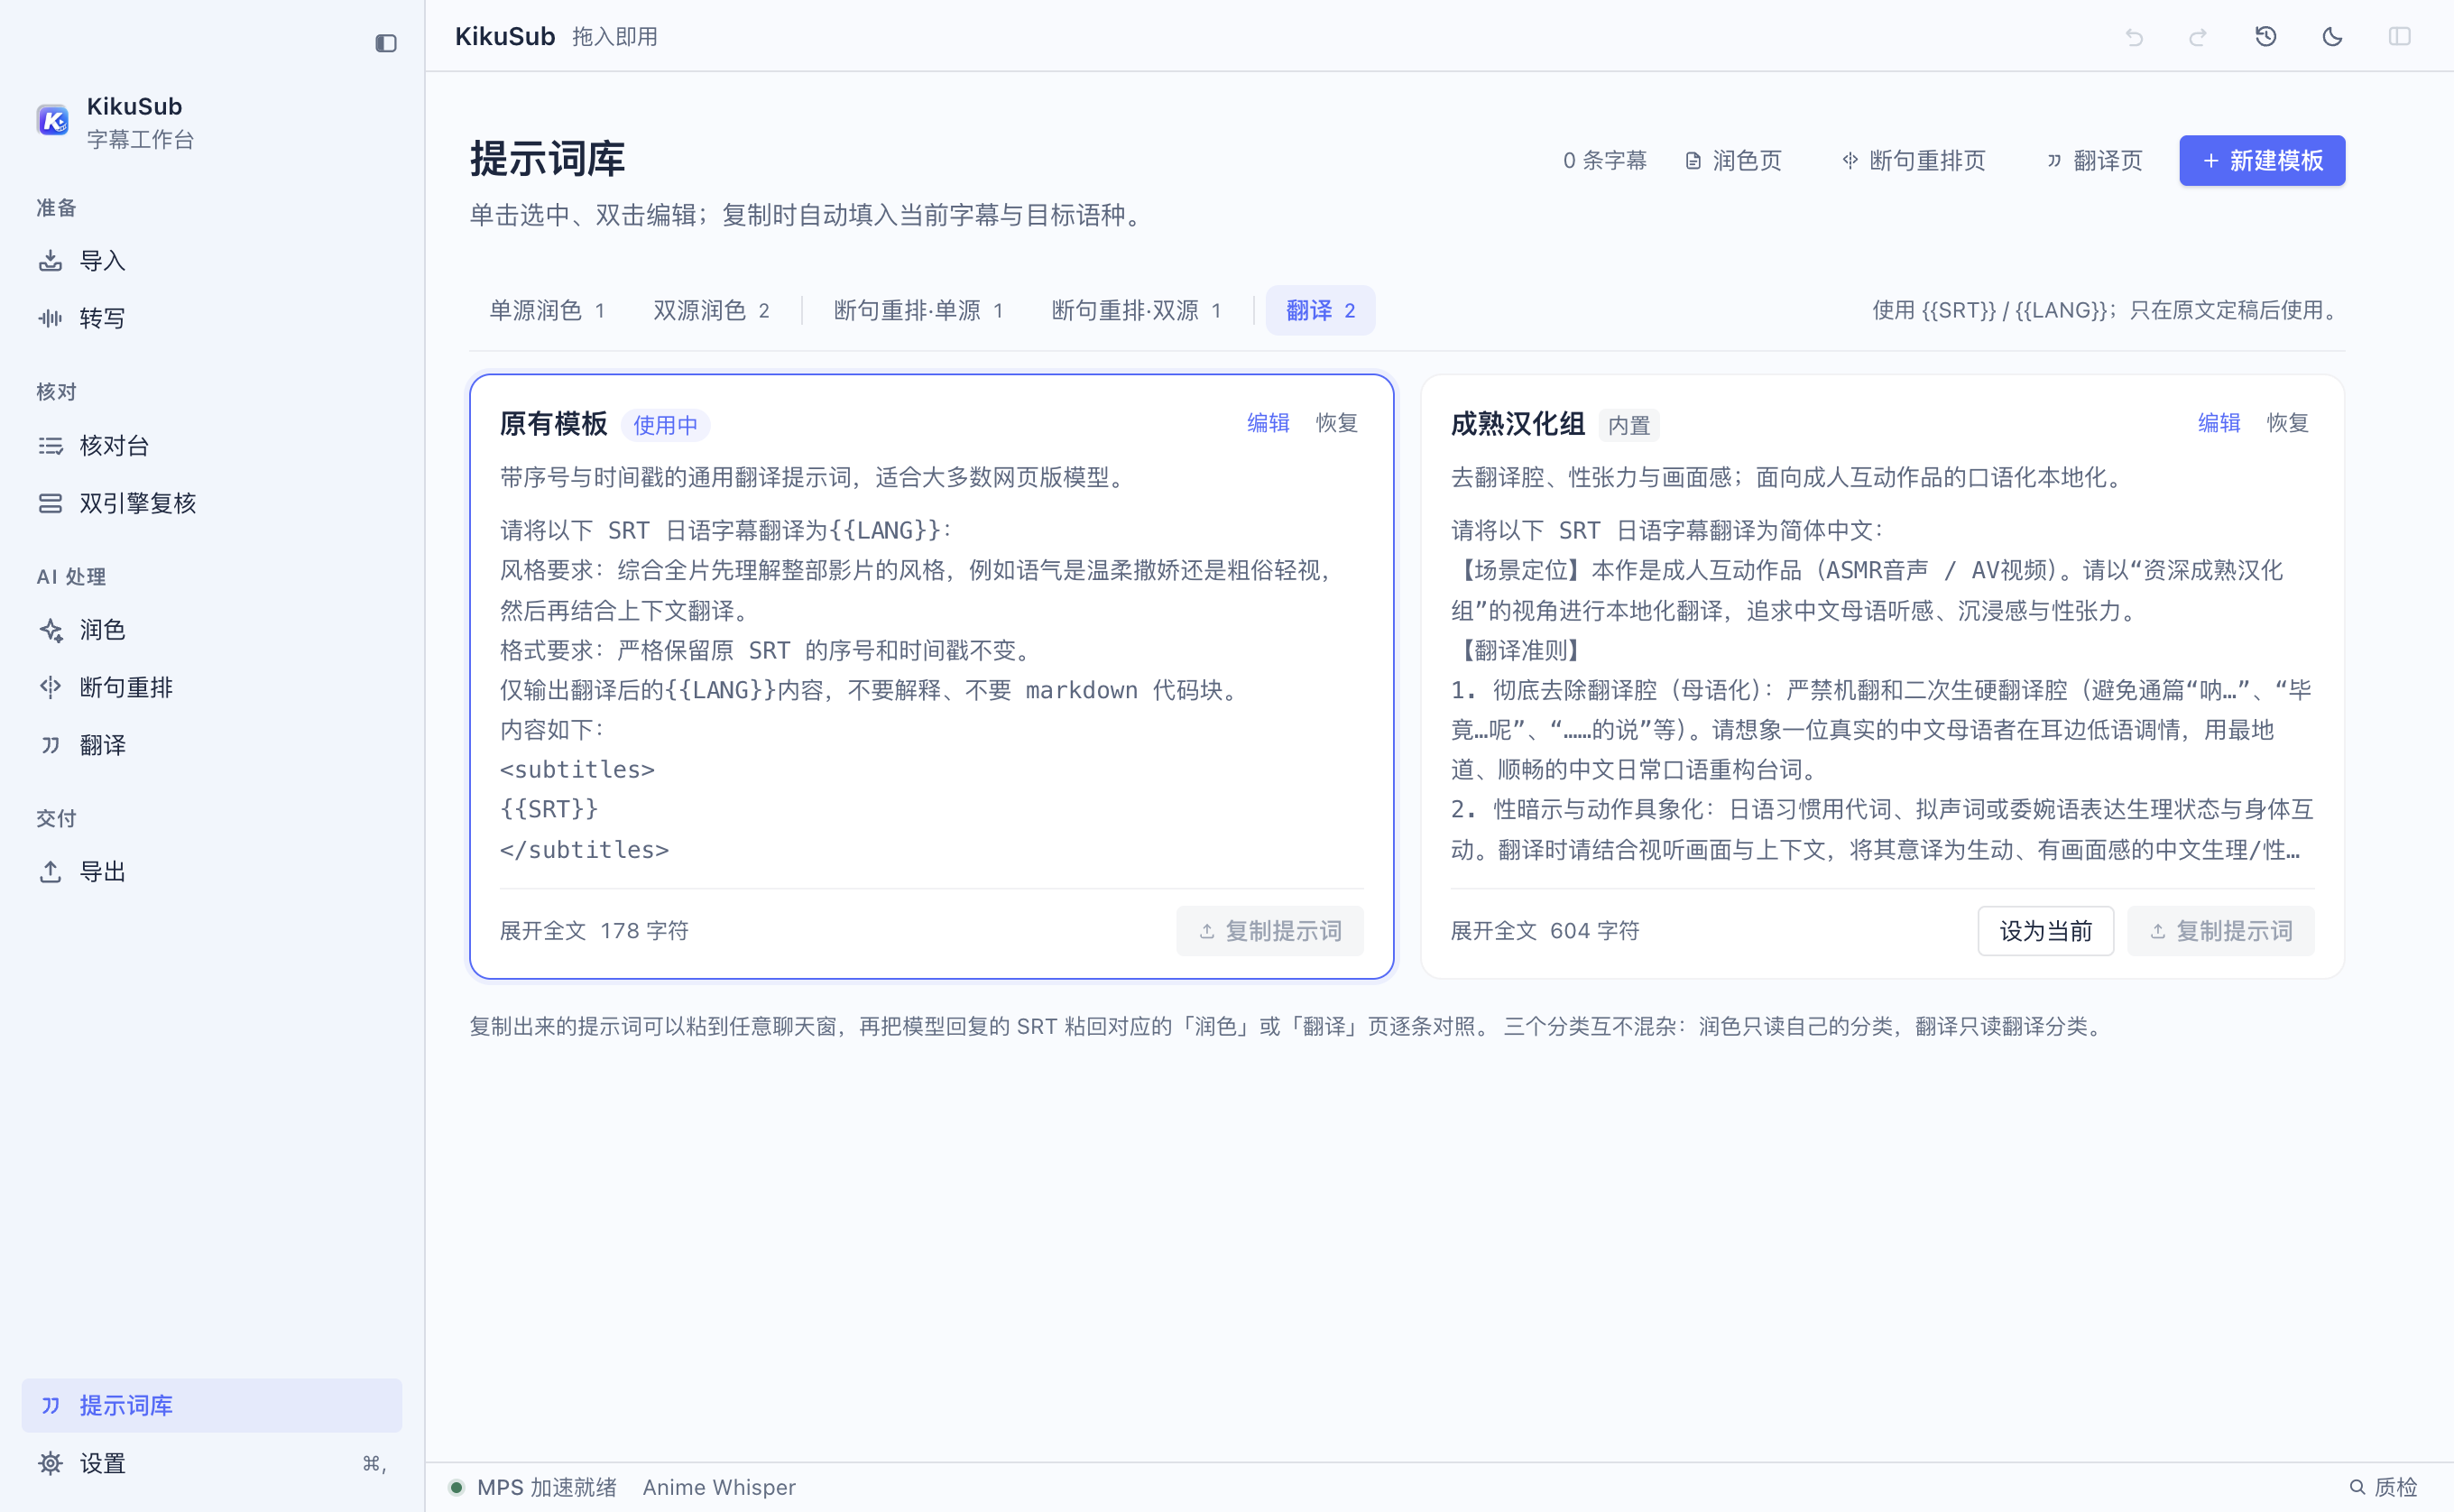 KikuSub
字幕工作台
准备
导入
转写
核对
核对台
双引擎复核
AI 处理
润色
断句重排
翻译
交付
导出
提示词库
设置 ⌘,
KikuSub 拖入即用
提示词库
0 条字幕 润色页 断句重排页 翻译页 + 新建模板
单击选中、双击编辑；复制时自动填入当前字幕与目标语种。
单源润色 1 双源润色 2 断句重排·单源 1 断句重排·双源 1 翻译 2 使用 {{SRT}} / {{LANG}}；只在原文定稿后使用。
原有模板 使用中 编辑 恢复
带序号与时间戳的通用翻译提示词，适合大多数网页版模型。
请将以下 SRT 日语字幕翻译为{{LANG}}：
风格要求：综合全片先理解整部影片的风格，例如语气是温柔撒娇还是粗俗轻视，
然后再结合上下文翻译。
格式要求：严格保留原 SRT 的序号和时间戳不变。
仅输出翻译后的{{LANG}}内容，不要解释、不要 markdown 代码块。
内容如下：
<subtitles>
{{SRT}}
</subtitles>
展开全文 178 字符 复制提示词
成熟汉化组 内置 编辑 恢复
去翻译腔、性张力与画面感；面向成人互动作品的口语化本地化。
请将以下 SRT 日语字幕翻译为简体中文：
【场景定位】本作是成人互动作品（ASMR音声 / AV视频）。请以“资深成熟汉化
组”的视角进行本地化翻译，追求中文母语听感、沉浸感与性张力。
【翻译准则】
1. 彻底去除翻译腔（母语化）：严禁机翻和二次生硬翻译腔（避免通篇“呐…”、“毕
竟…呢”、“……的说”等）。请想象一位真实的中文母语者在耳边低语调情，用最地
道、顺畅的中文日常口语重构台词。
2. 性暗示与动作具象化：日语习惯用代词、拟声词或委婉语表达生理状态与身体互
动。翻译时请结合视听画面与上下文，将其意译为生动、有画面感的中文生理/性…
展开全文 604 字符 设为当前 复制提示词
复制出来的提示词可以粘到任意聊天窗，再把模型回复的 SRT 粘回对应的「润色」或「翻译」页逐条对照。 三个分类互不混杂：润色只读自己的分类，翻译只读翻译分类。
MPS 加速就绪 Anime Whisper 质检